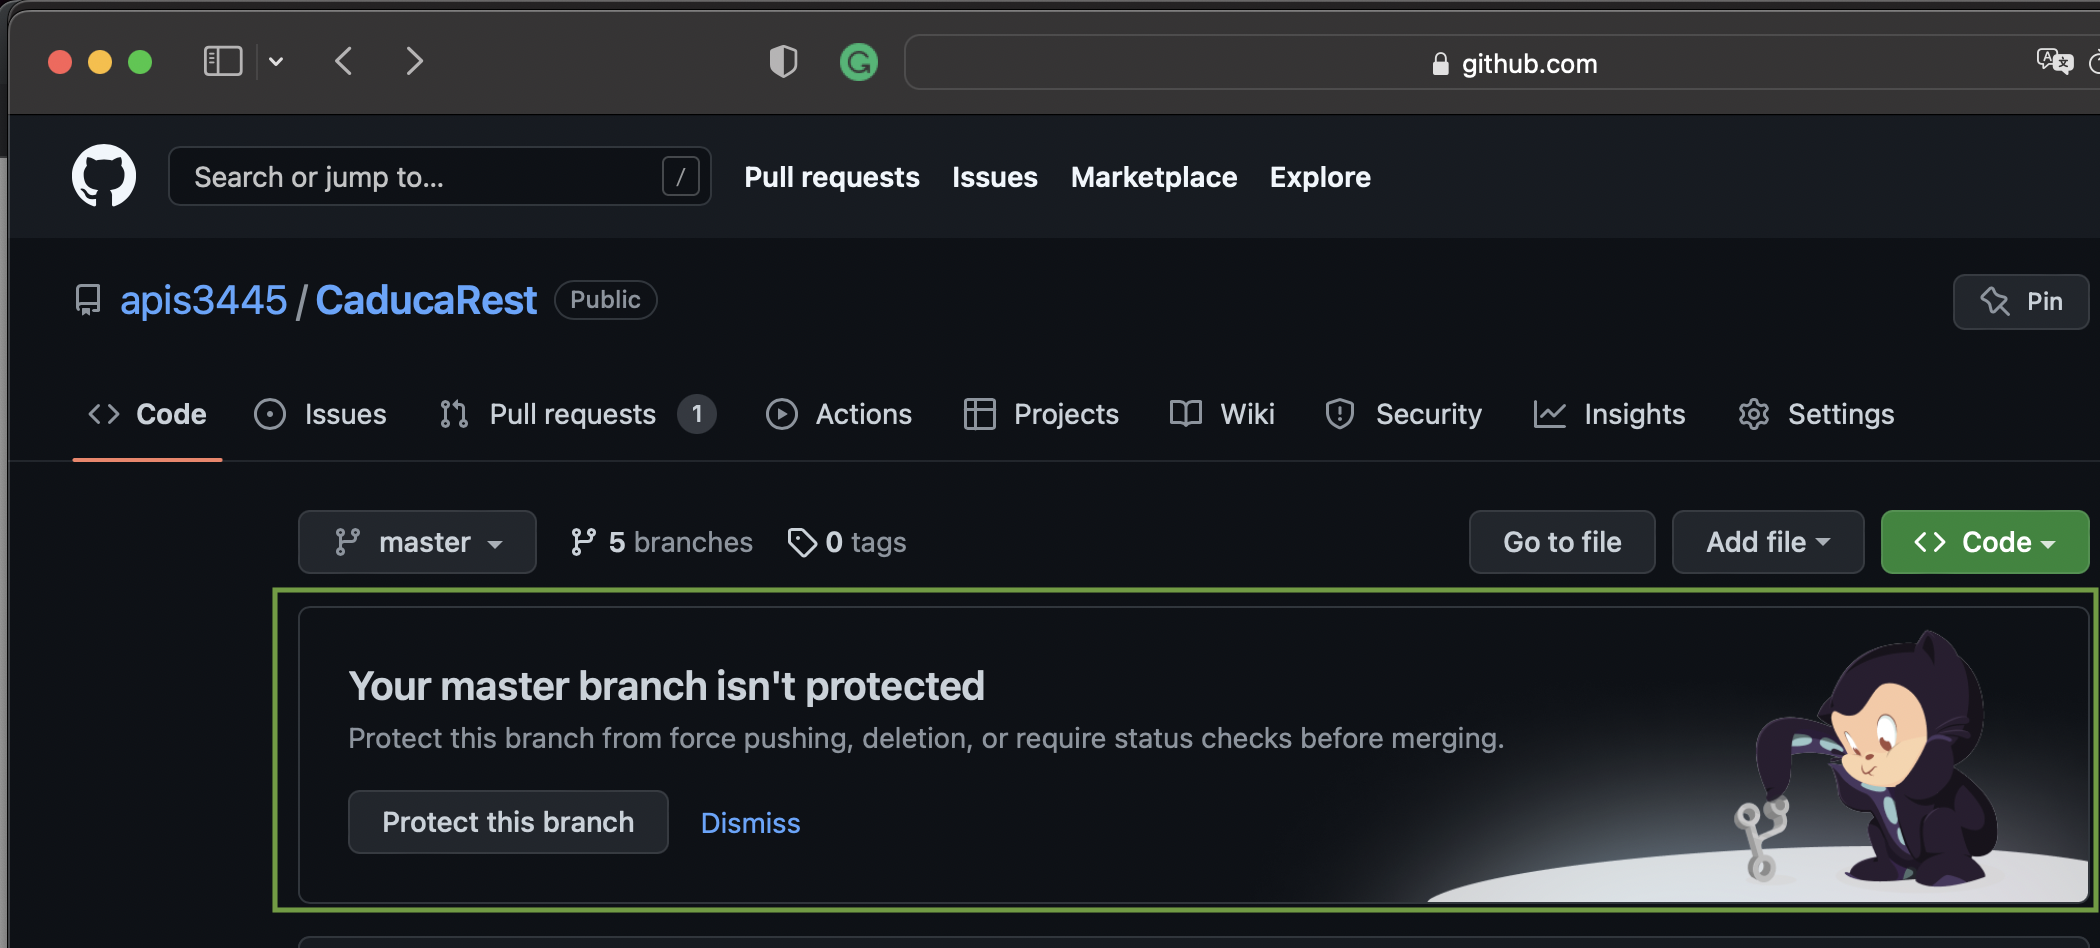 github.com
Search or jump to... /
Pull requests Issues Marketplace Explore
apis3445 / CaducaRest Public
Pin
Code Issues Pull requests 1 Actions Projects Wiki Security Insights Settings
master 5 branches 0 tags
Go to file Add file Code
Your master branch isn't protected
Protect this branch from force pushing, deletion, or require status checks before merging.
Protect this branch Dismiss